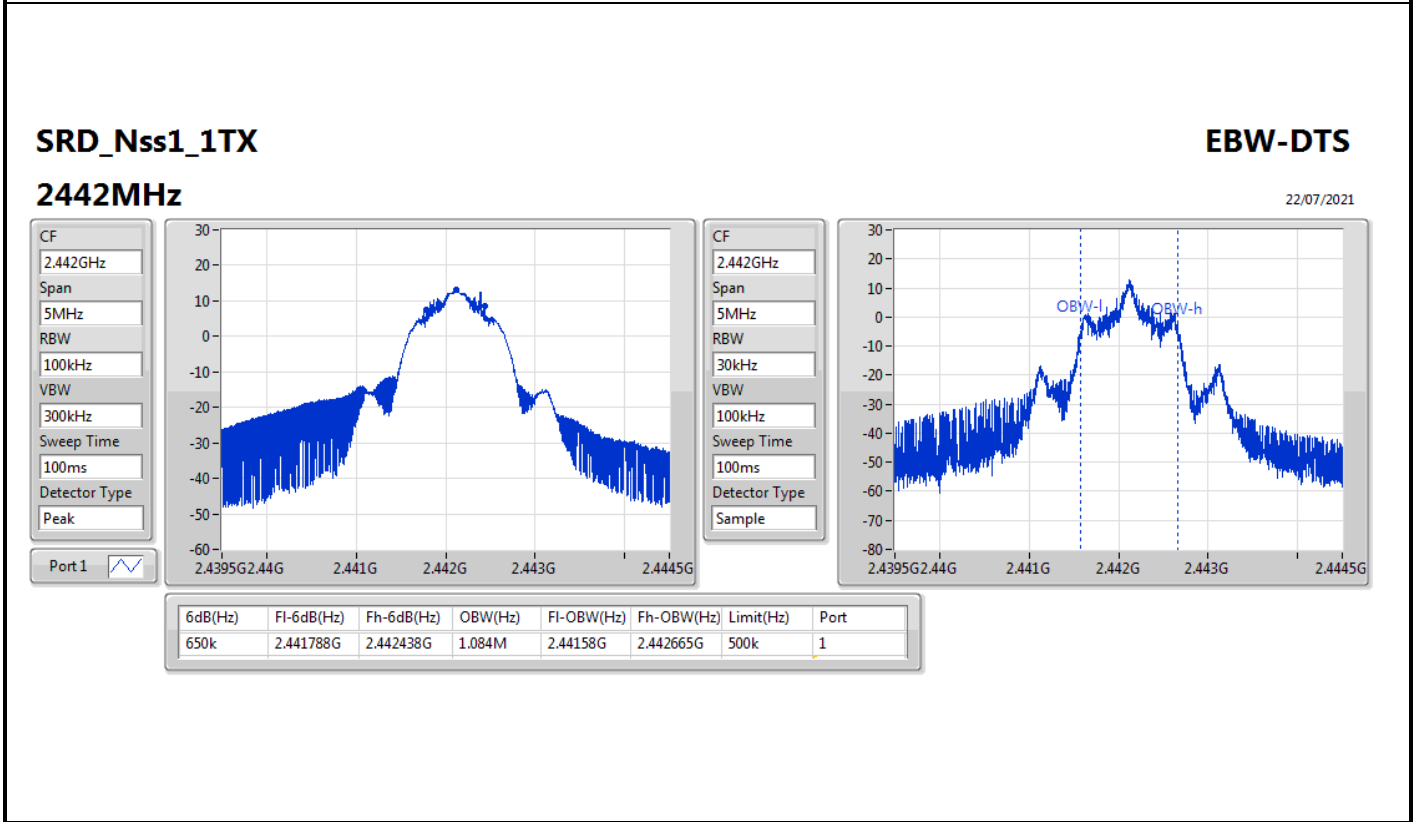 SRD_Nss1_1TX
EBW-DTS
2442MHz
22/07/2021
CF
2.442GHz
Span
5MHz
RBW
100kHz
VBW
300kHz
Sweep Time
100ms
Detector Type
Peak
Port 1
30
20
10
0
-10
-20
-30
-40
-50
-60
2.4395G 2.44G 2.441G 2.442G 2.443G 2.4445G
CF
2.442GHz
Span
5MHz
RBW
30kHz
VBW
100kHz
Sweep Time
100ms
Detector Type
Sample
30
20
10
0
-10
-20
-30
-40
-50
-60
-70
-80
OBW-l OBW-h
2.4395G 2.44G 2.441G 2.442G 2.443G 2.4445G
6dB(Hz) Fl-6dB(Hz) Fh-6dB(Hz) OBW(Hz) Fl-OBW(Hz) Fh-OBW(Hz) Limit(Hz) Port
650k 2.441788G 2.442438G 1.084M 2.44158G 2.442665G 500k 1